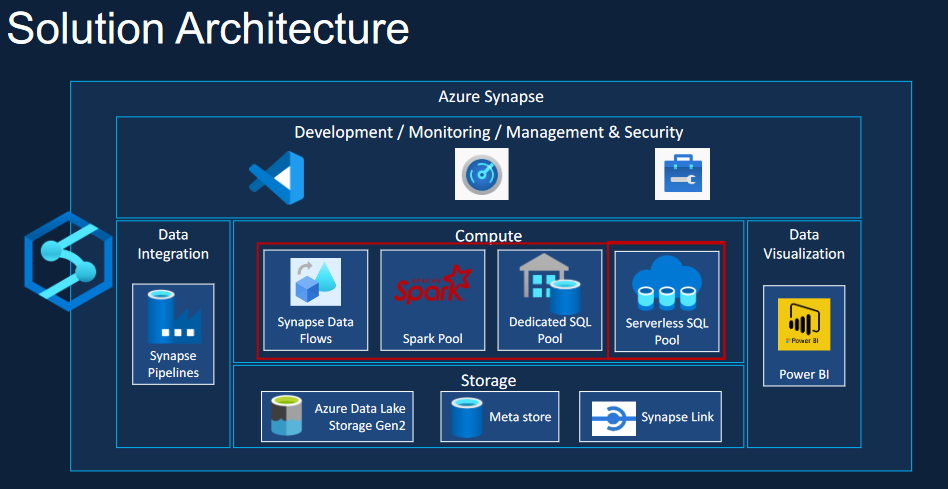 Solution Architecture
Azure Synapse
Development / Monitoring / Management & Security
Data
Integration
Synapse
Pipelines
Compute
Synapse Data
Flows
Spark
Spark Pool
Dedicated SQL
Pool
Serverless SQL
Pool
Data
Visualization
Power BI
Power BI
Storage
Azure Data Lake
Storage Gen2
Meta store
Synapse Link